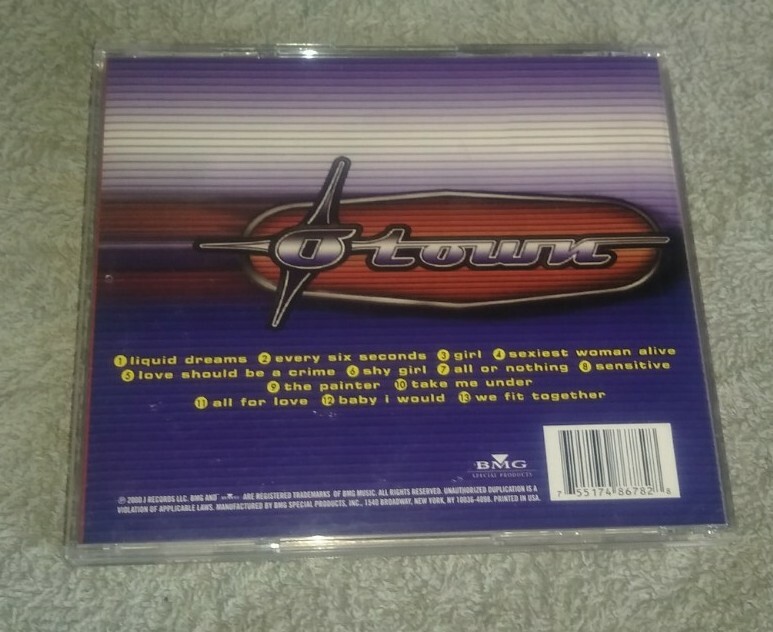 O town
1 liquid dreams 2 every six seconds 3 girl 4 sexiest woman alive
5 love should be a crime 6 shy girl 7 all or nothing 8 sensitive
9 the painter 10 take me under
11 all for love 12 baby i would 13 we fit together
BMG
SPECIAL PRODUCTS
℗ 2000 J RECORDS LLC. BMG AND ARE REGISTERED TRADEMARKS OF BMG MUSIC. ALL RIGHTS RESERVED. UNAUTHORIZED DUPLICATION IS A
VIOLATION OF APPLICABLE LAWS. MANUFACTURED BY BMG SPECIAL PRODUCTS, INC., 1540 BROADWAY, NEW YORK, NY 10036-4098. PRINTED IN USA.
7 55174 86782 8